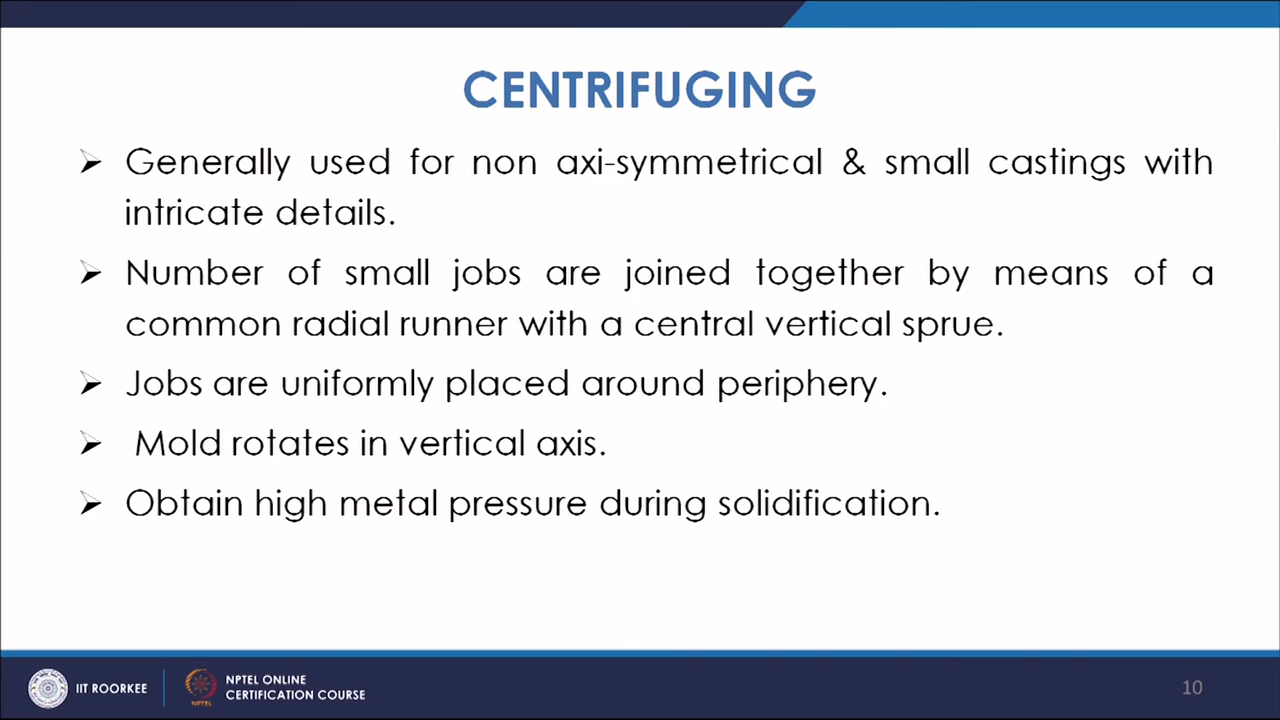 CENTRIFUGING
➢ Generally used for non axi-symmetrical & small castings with
intricate details.
➢ Number of small jobs are joined together by means of a
common radial runner with a central vertical sprue.
➢ Jobs are uniformly placed around periphery.
➢ Mold rotates in vertical axis.
➢ Obtain high metal pressure during solidification.
IIT ROORKEE
NPTEL
NPTEL ONLINE
CERTIFICATION COURSE
10